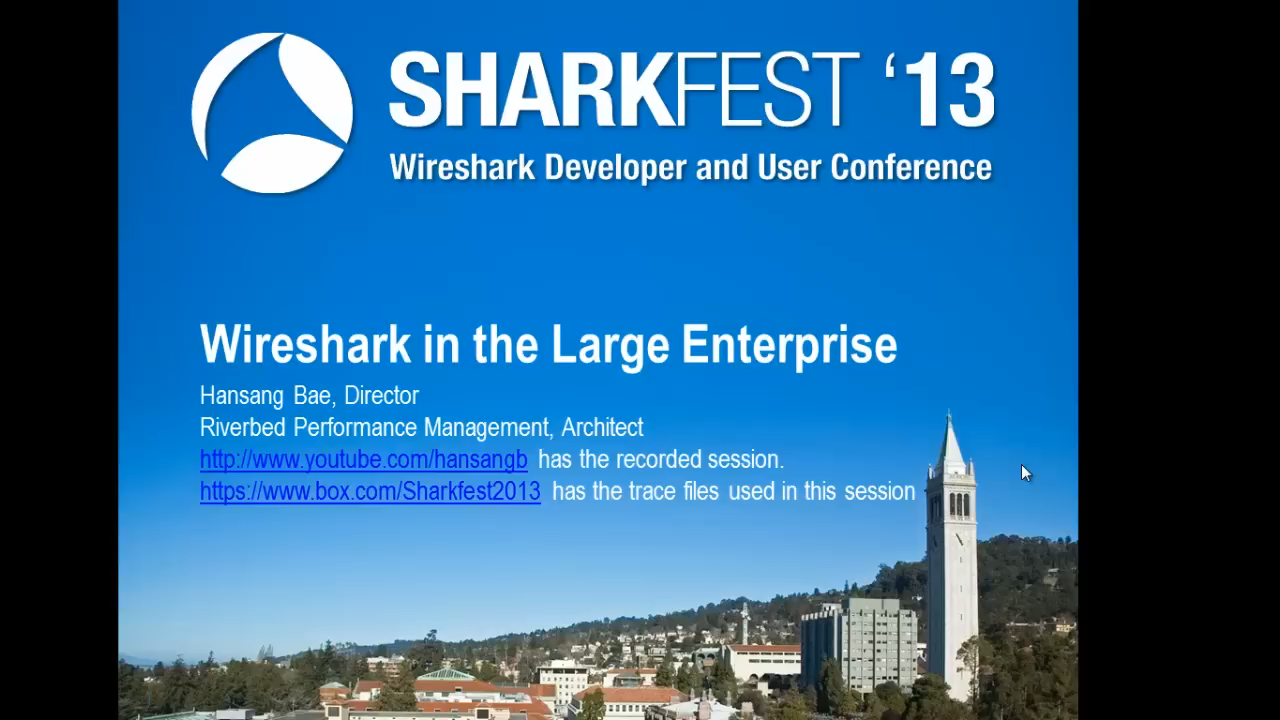 SHARKFEST ‘13
Wireshark Developer and User Conference
Wireshark in the Large Enterprise
Hansang Bae, Director
Riverbed Performance Management, Architect
http://www.youtube.com/hansangb has the recorded session.
https://www.box.com/Sharkfest2013 has the trace files used in this session